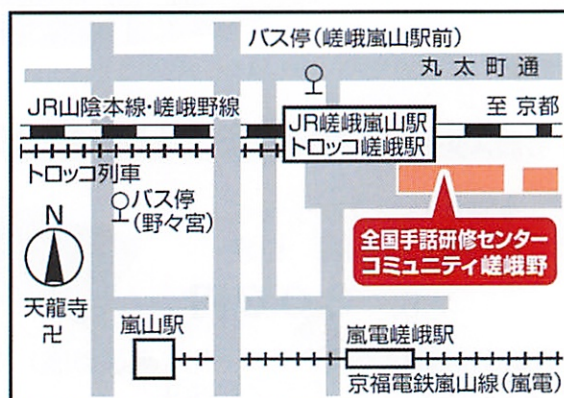 バス停(嵯峨嵐山駅前)
丸太町通
JR山陰本線・嵯峨野線
至 京都
JR嵯峨嵐山駅
トロッコ嵯峨駅
トロッコ列車
バス停
(野々宮)
全国手話研修センター
コミュニティ嵯峨野
N
天龍寺
卍
嵐山駅
嵐電嵯峨駅
京福電鉄嵐山線(嵐電)